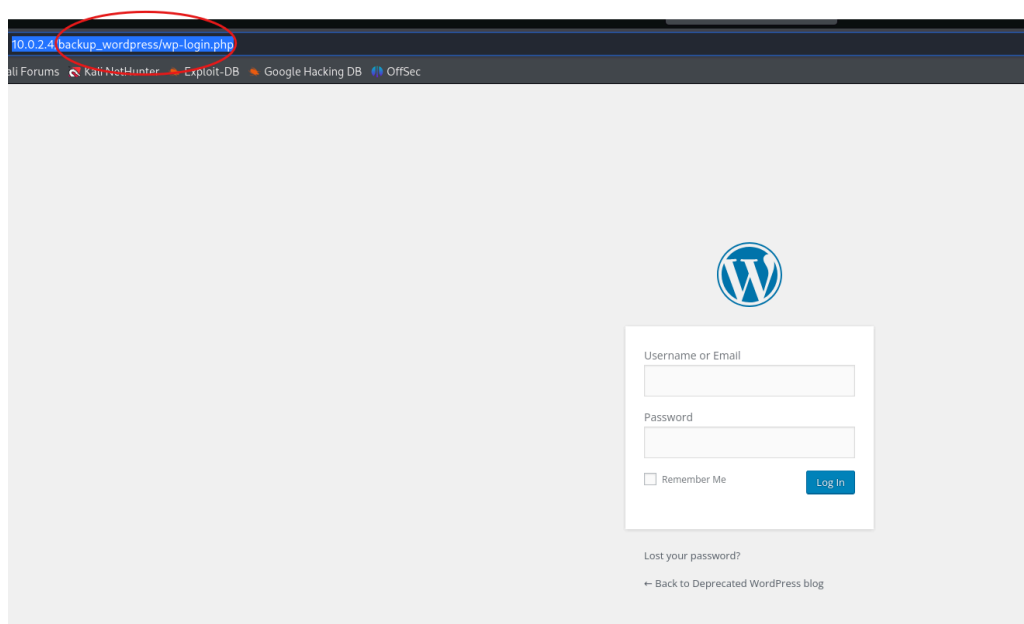 10.0.2.4/backup_wordpress/wp-login.php
ali Forums Kali NetHunter Exploit-DB Google Hacking DB OffSec
Username or Email
Password
Remember Me Log In
Lost your password?
← Back to Deprecated WordPress blog